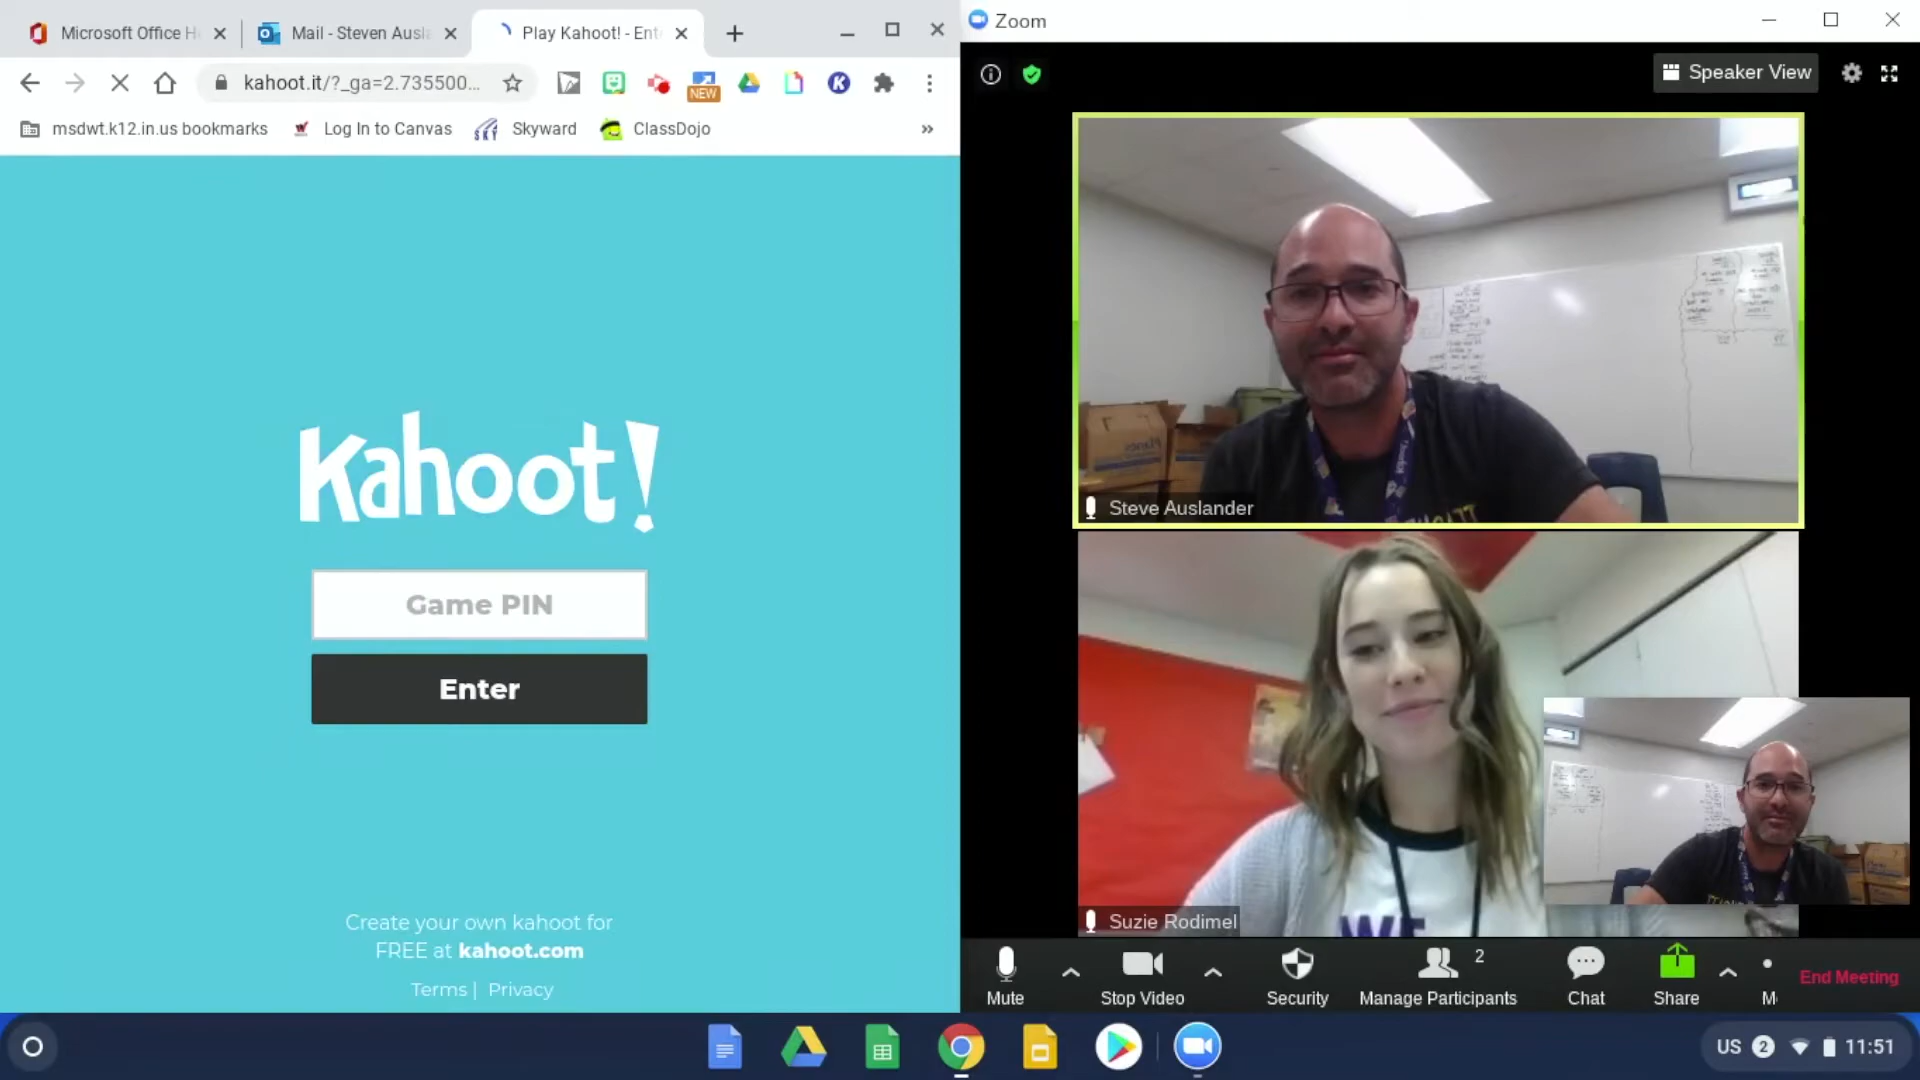 Microsoft Office H
Mail - Steven Ausla
Play Kahoot! - Ent
kahoot.it/?_ga=2.735500...
NEW
msdwt.k12.in.us bookmarks
Log In to Canvas
Skyward
ClassDojo
»
Kahoot!
Game PIN
Enter
Create your own kahoot for
FREE at kahoot.com
Terms | Privacy
Zoom
Speaker View
Steve Auslander
Suzie Rodimel
WE
2
Mute
Stop Video
Security
Manage Participants
Chat
Share
M
End Meeting
US 2 11:51